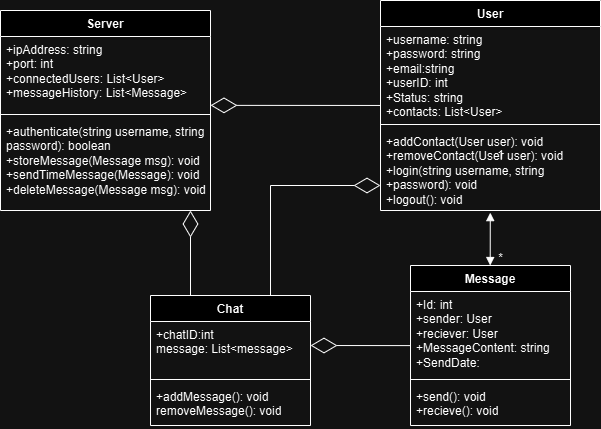 Server
+ipAddress: string
+port: int
+connectedUsers: List<User>
+messageHistory: List<Message>
+authenticate(string username, string
password): boolean
+storeMessage(Message msg): void
+sendTimeMessage(Message): void
+deleteMessage(Message msg): void
User
+username: string
+password: string
+email:string
+userID: int
+Status: string
+contacts: List<User>
+addContact(User user): void
+removeContact(User user): void
+login(string username, string
+password): void
+logout(): void
*
Chat
+chatID:int
message: List<message>
+addMessage(): void
removeMessage(): void
Message
+Id: int
+sender: User
+reciever: User
+MessageContent: string
+SendDate:
+send(): void
+recieve(): void